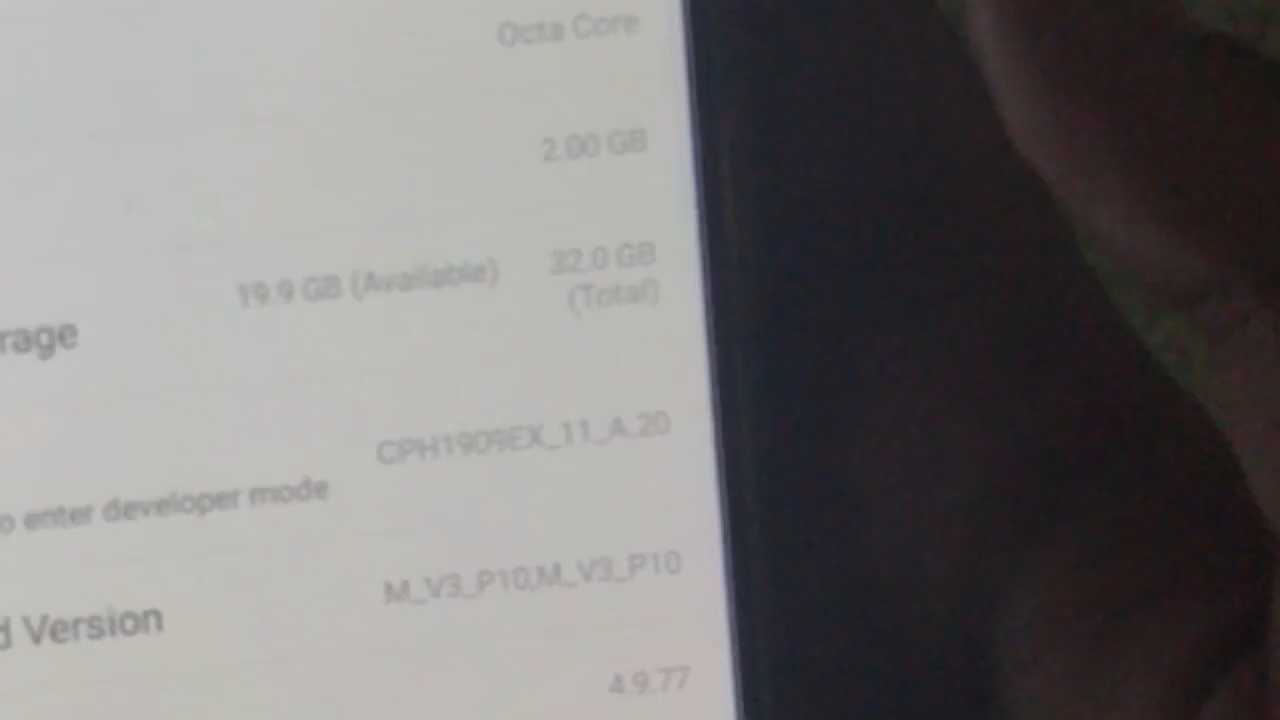 Octa Core
2.00 GB
19.9 GB (Available) 32.0 GB
(Total)
rage
CPH1909EX_11_A.20
o enter developer mode
M_V3_P10,M_V3_P10
d Version
4.9.77